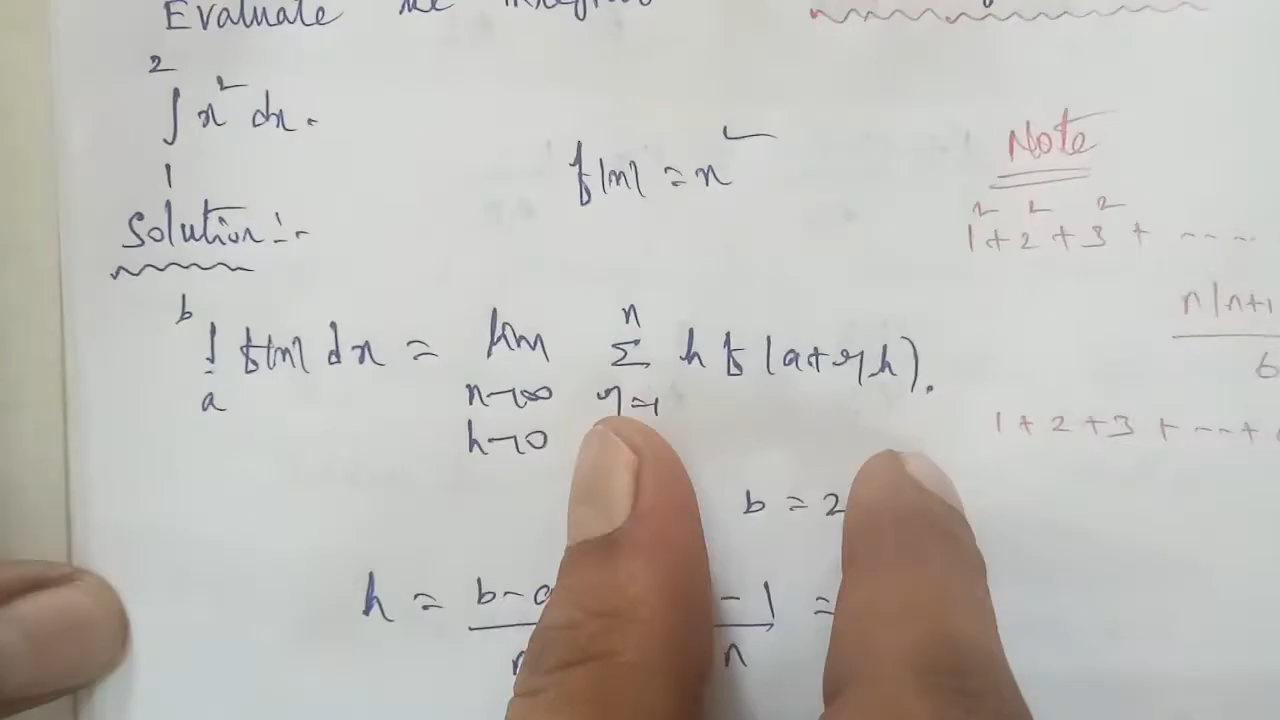 Evaluate the
2
∫ x² dx.
1
f(x) = x²
Note
1² + 2² + 3² + .....
Solution :-
n(n+1
6
b
∫ f(x) dx = lim n→∞ h→0 n Σ r=1 h f(a+rh).
a
1 + 2 + 3 + ... +
b = 2
h = b-
- 1
n
=